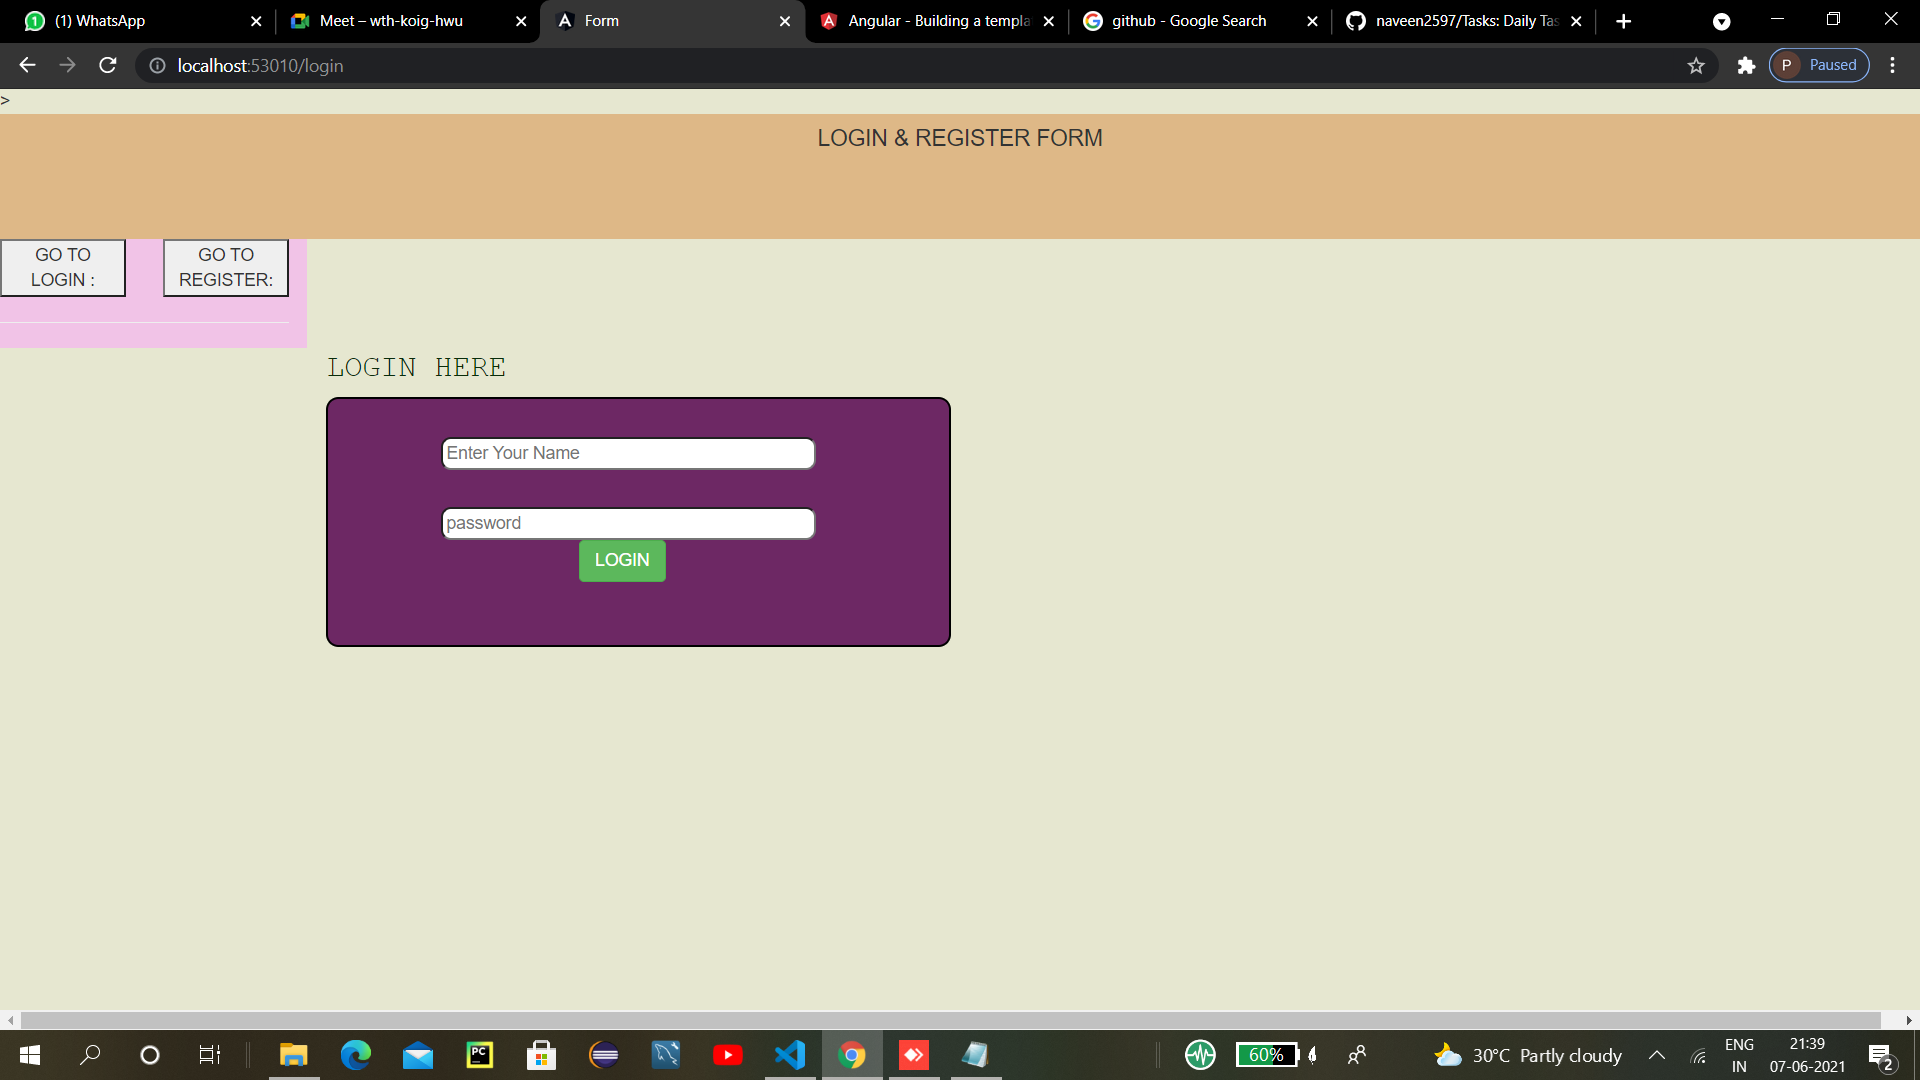 (1) WhatsApp
Meet – wth-koig-hwu
Form
Angular - Building a templa
github - Google Search
naveen2597/Tasks: Daily Tas
localhost:53010/login
P Paused
>
LOGIN & REGISTER FORM
GO TO
LOGIN :
GO TO
REGISTER:
LOGIN HERE
Enter Your Name
password
LOGIN
PC
60%
30°C Partly cloudy
ENG
IN
21:39
07-06-2021
2